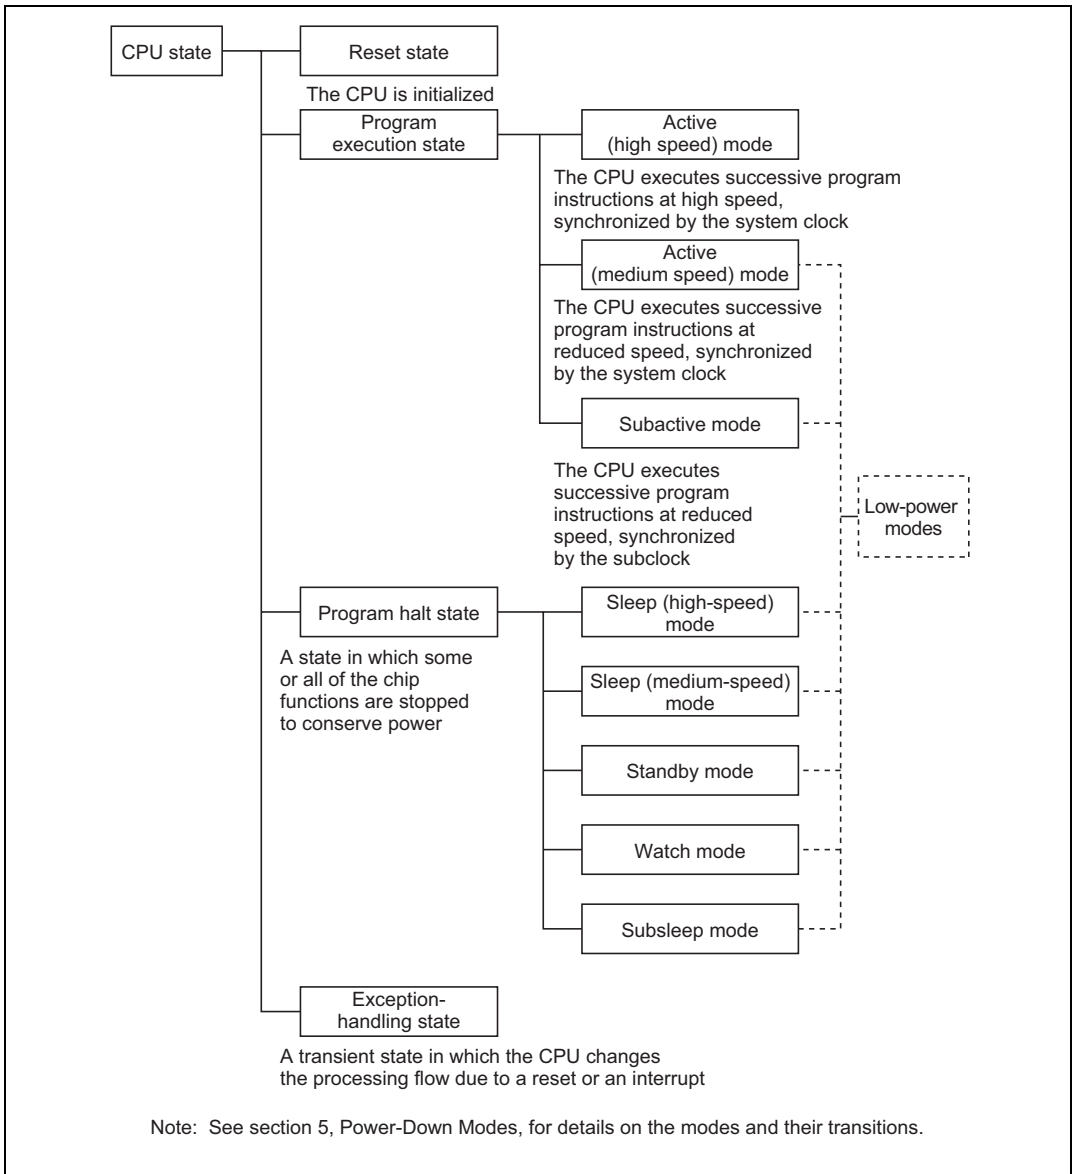 CPU state
Reset state
The CPU is initialized
Program
execution state
Active
(high speed) mode
The CPU executes successive program
instructions at high speed,
synchronized by the system clock
Active
(medium speed) mode
The CPU executes successive
program instructions at
reduced speed, synchronized
by the system clock
Subactive mode
The CPU executes
successive program
instructions at reduced
speed, synchronized
by the subclock
Low-power
modes
Program halt state
A state in which some
or all of the chip
functions are stopped
to conserve power
Sleep (high-speed)
mode
Sleep (medium-speed)
mode
Standby mode
Watch mode
Subsleep mode
Exception-
handling state
A transient state in which the CPU changes
the processing flow due to a reset or an interrupt
Note: See section 5, Power-Down Modes, for details on the modes and their transitions.